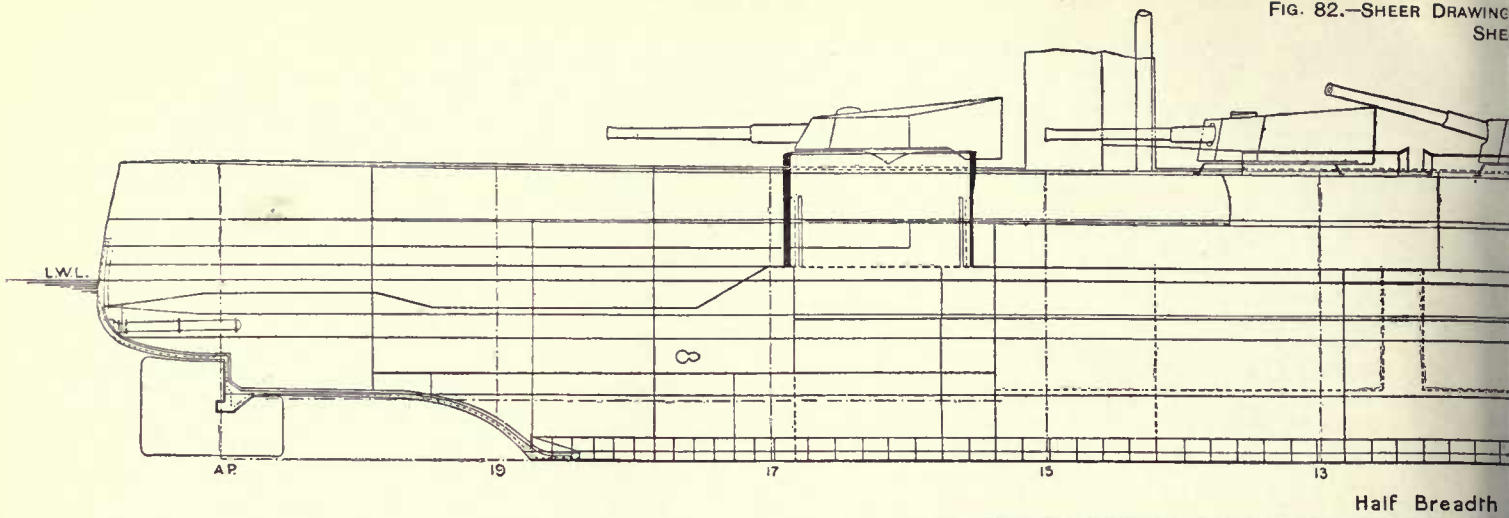 FIG. 82.—SHEER DRAWING
SHE
L.W.L.
A.P. 19 17 15 13
Half Breadth